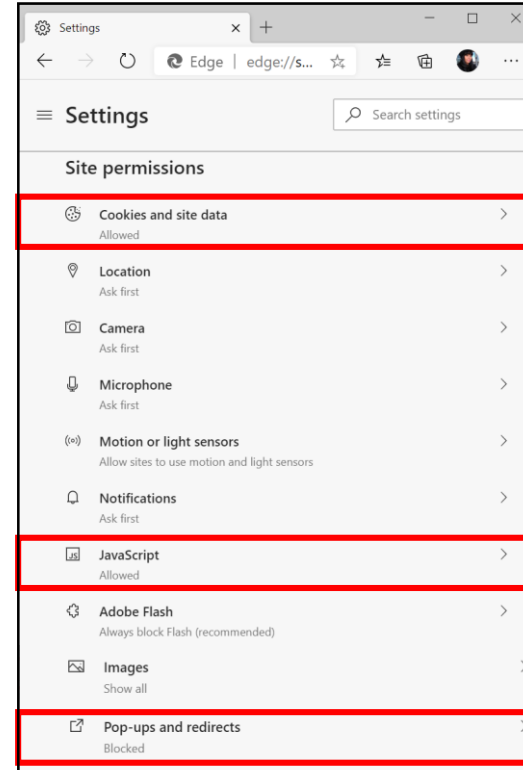 Settings
Edge | edge://s...
Settings
Search settings
Site permissions
Cookies and site data
Allowed
Location
Ask first
Camera
Ask first
Microphone
Ask first
Motion or light sensors
Allow sites to use motion and light sensors
Notifications
Ask first
JS
JavaScript
Allowed
Adobe Flash
Always block Flash (recommended)
Images
Show all
Pop-ups and redirects
Blocked